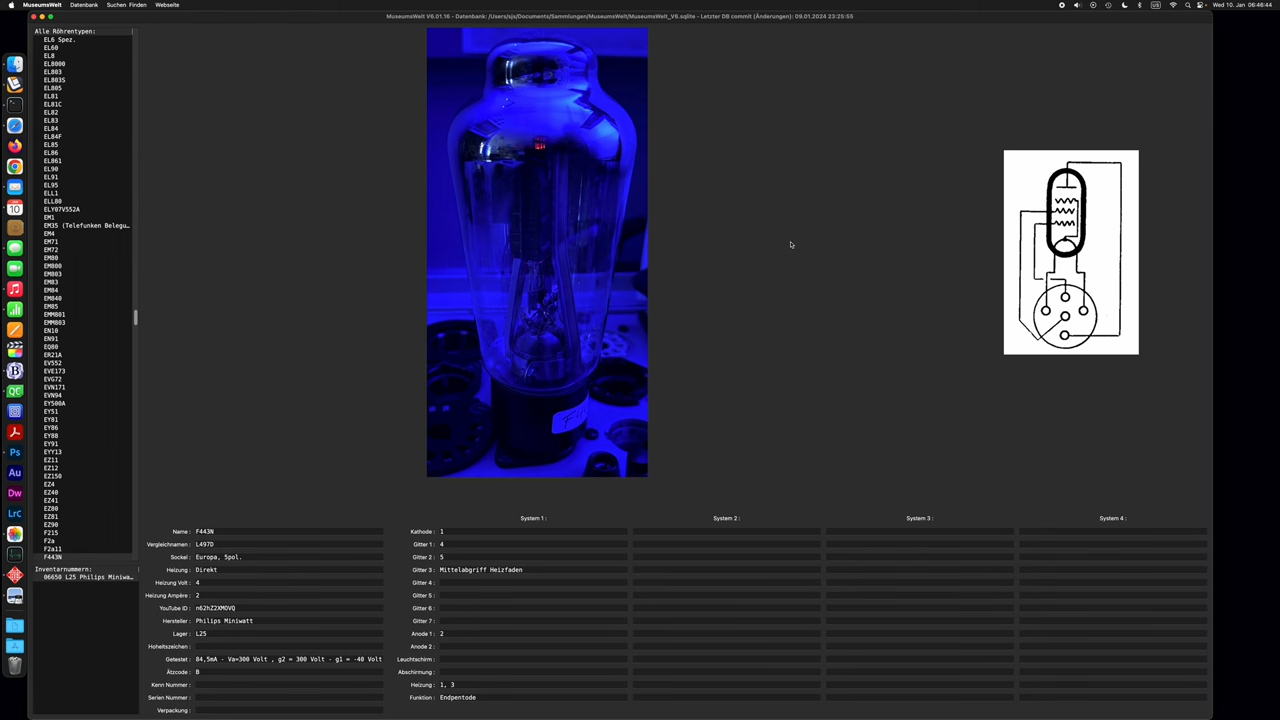 MuseumsWelt Datenbank Suchen Finden Webseite
Wed 10. Jan. 06:46:44
MuseumsWelt V6.01.16 - Datenbank: /Users/sjs/Documents/Sammlungen/MuseumsWelt/MuseumsWelt_V6.sqlite - Letzter DB commit (Änderungen): 09.01.2024 23:25:55
Alle Röhrentypen:
EL6 Spez.
EL60
EL8
EL8000
EL803
EL803S
EL805
EL81
EL81C
EL82
EL83
EL84
EL84F
EL85
EL86
EL861
EL90
EL91
EL95
ELL1
ELL80
ELY07V552A
EM1
EM35 (Telefunken Belegu…
EM4
EM71
EM72
EM80
EM800
EM803
EM83
EM84
EM840
EM85
EMM801
EMM803
EN10
EN91
EQ80
ER21A
EV552
EVE173
EVG72
EVN171
EVN94
EY500A
EY51
EY81
EY86
EY88
EY91
EYY13
EZ11
EZ12
EZ150
EZ4
EZ40
EZ41
EZ80
EZ81
EZ90
F215
F2a
F2a11
F443N
Inventarnummern:
06650 L25 Philips Miniwa…
System 1 : System 2 : System 3 : System 4 :
Name : F443N
Vergleichnamen : L497D
Sockel : Europa, 5pol.
Heizung : Direkt
Heizung Volt : 4
Heizung Ampère : 2
YouTube ID : n62hZ2XMOVQ
Hersteller : Philips Miniwatt
Lager : L25
Hoheitszeichen :
Getestet : 84,5mA - Va=300 Volt , g2 = 300 Volt - g1 = -40 Volt
Ätzcode : B
Kenn Nummer :
Serien Nummer :
Verpackung :
Kathode : 1
Gitter 1 : 4
Gitter 2 : 5
Gitter 3 : Mittelabgriff Heizfaden
Gitter 4 :
Gitter 5 :
Gitter 6 :
Gitter 7 :
Anode 1 : 2
Anode 2 :
Leuchtschirm :
Abschirmung :
Heizung : 1, 3
Funktion : Endpentode